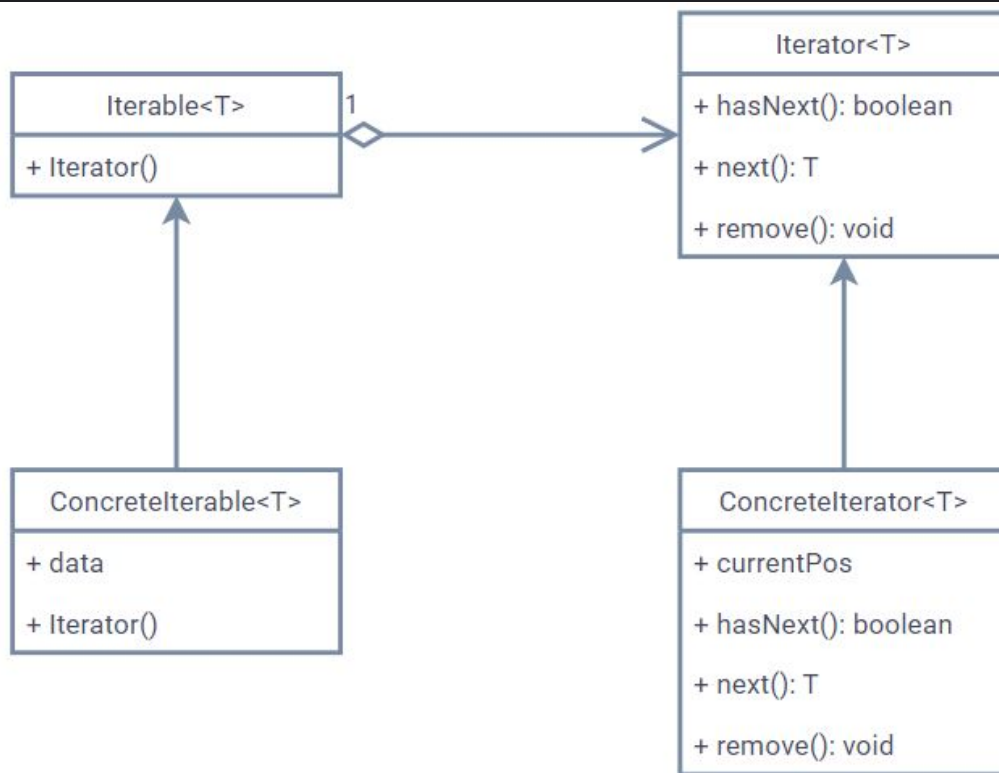 Iterable<T>
+ Iterator()
1
Iterator<T>
+ hasNext(): boolean
+ next(): T
+ remove(): void
ConcreteIterable<T>
+ data
+ Iterator()
ConcreteIterator<T>
+ currentPos
+ hasNext(): boolean
+ next(): T
+ remove(): void